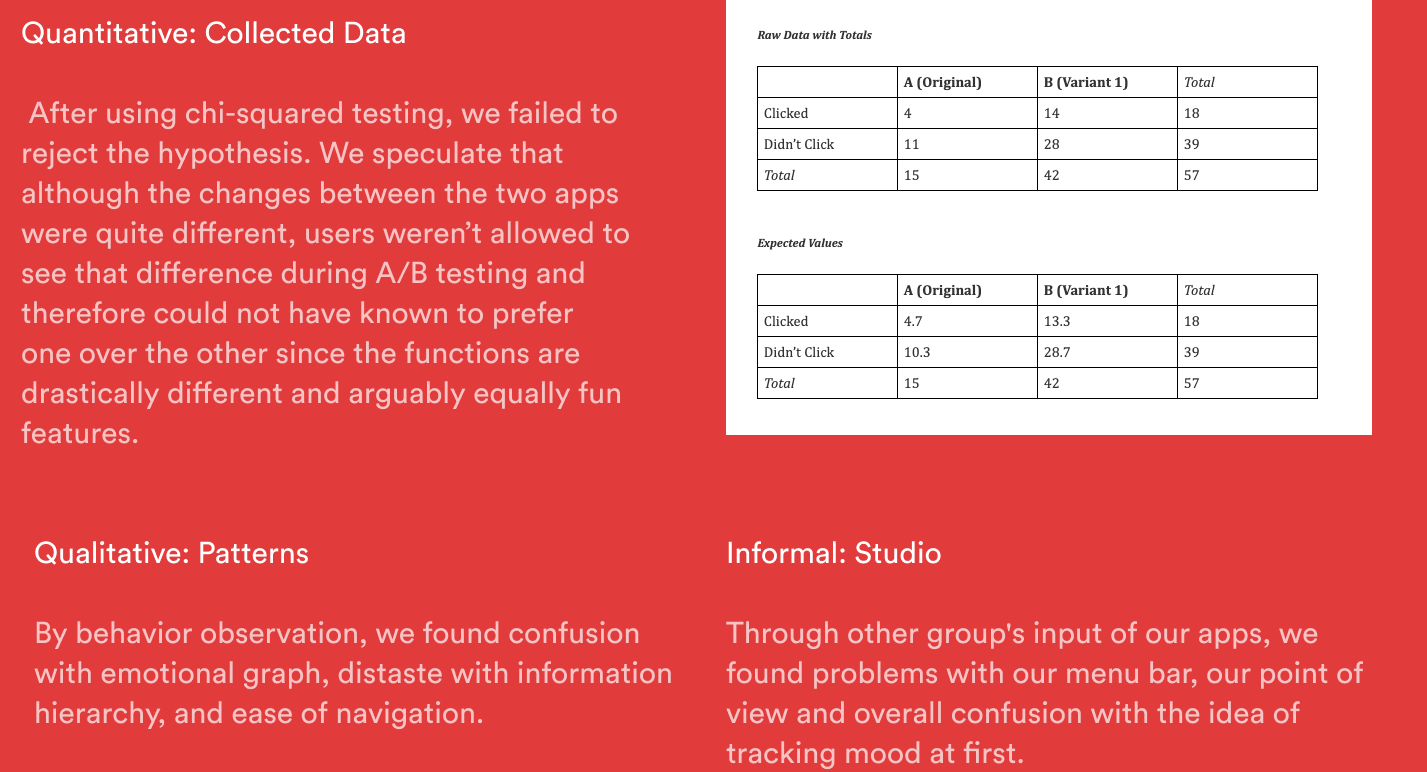 Quantitative: Collected Data
After using chi-squared testing, we failed to
reject the hypothesis. We speculate that
although the changes between the two apps
were quite different, users weren’t allowed to
see that difference during A/B testing and
therefore could not have known to prefer
one over the other since the functions are
drastically different and arguably equally fun
features.
Raw Data with Totals
A (Original) B (Variant 1) Total
Clicked 4 14 18
Didn’t Click 11 28 39
Total 15 42 57
Expected Values
A (Original) B (Variant 1) Total
Clicked 4.7 13.3 18
Didn’t Click 10.3 28.7 39
Total 15 42 57
Qualitative: Patterns
By behavior observation, we found confusion
with emotional graph, distaste with information
hierarchy, and ease of navigation.
Informal: Studio
Through other group's input of our apps, we
found problems with our menu bar, our point of
view and overall confusion with the idea of
tracking mood at first.